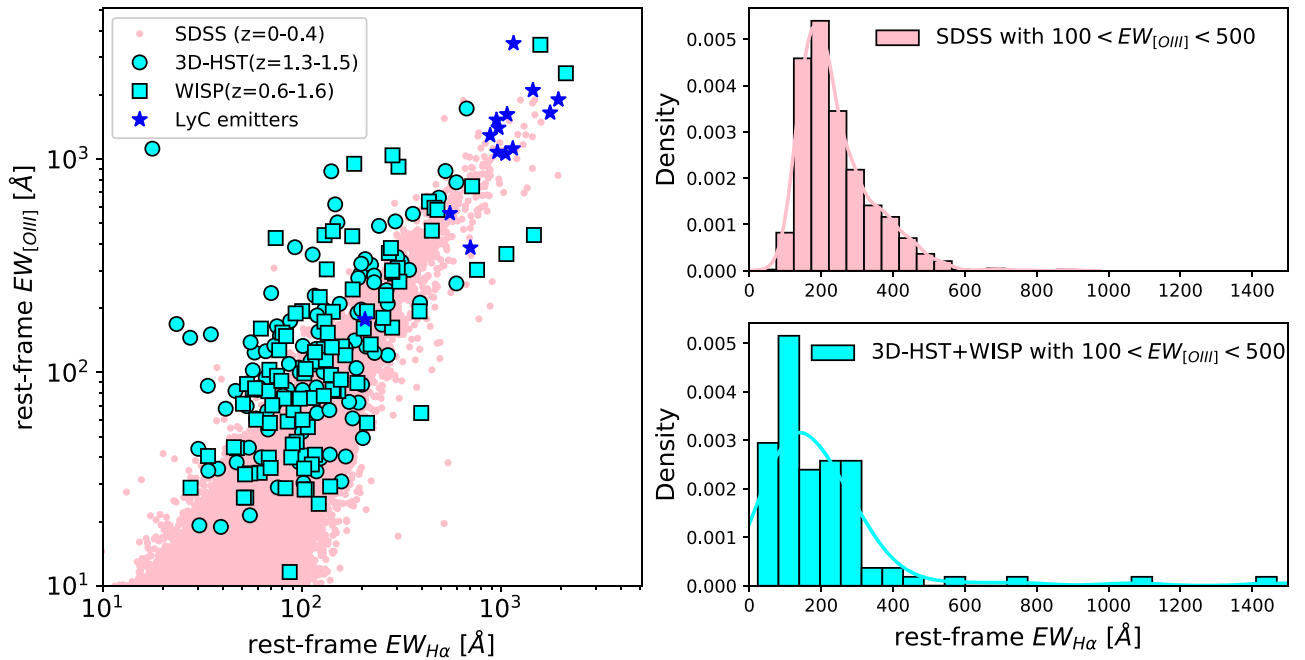 10³
10²
10¹
10¹ 10² 10³
rest-frame EW[OIII] [Å]
rest-frame EWHα [Å]
SDSS (z=0-0.4)
3D-HST(z=1.3-1.5)
WISP(z=0.6-1.6)
LyC emitters
0.005
0.004
0.003
0.002
0.001
0.000
Density
SDSS with 100 < EW[OIII] < 500
0 200 400 600 800 1000 1200 1400
0.005
0.004
0.003
0.002
0.001
0.000
Density
3D-HST+WISP with 100 < EW[OIII] < 500
0 200 400 600 800 1000 1200 1400
rest-frame EWHα [Å]